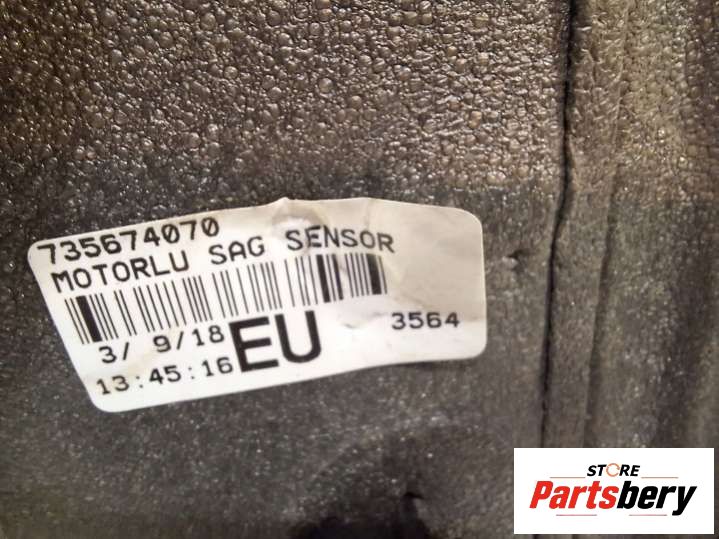 735674070
MOTORLU SAG SENSOR
3/ 9/18
EU
3564
13:45:16
STORE
Partsbery